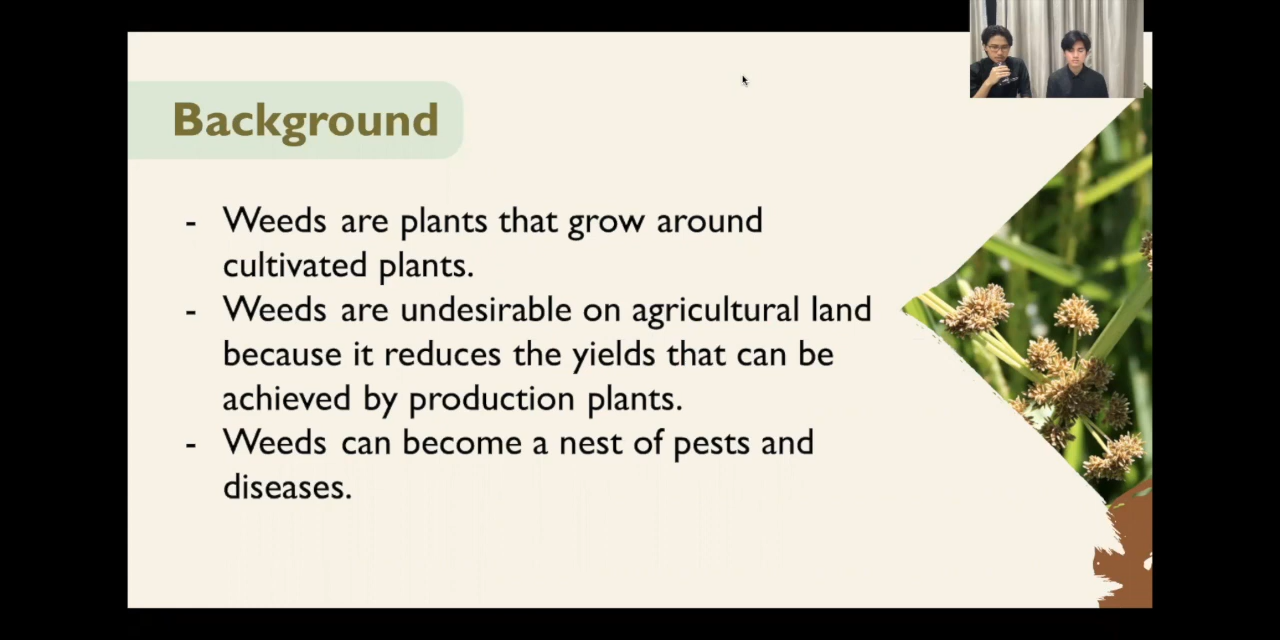 Background
- Weeds are plants that grow around
cultivated plants.
- Weeds are undesirable on agricultural land
because it reduces the yields that can be
achieved by production plants.
- Weeds can become a nest of pests and
diseases.